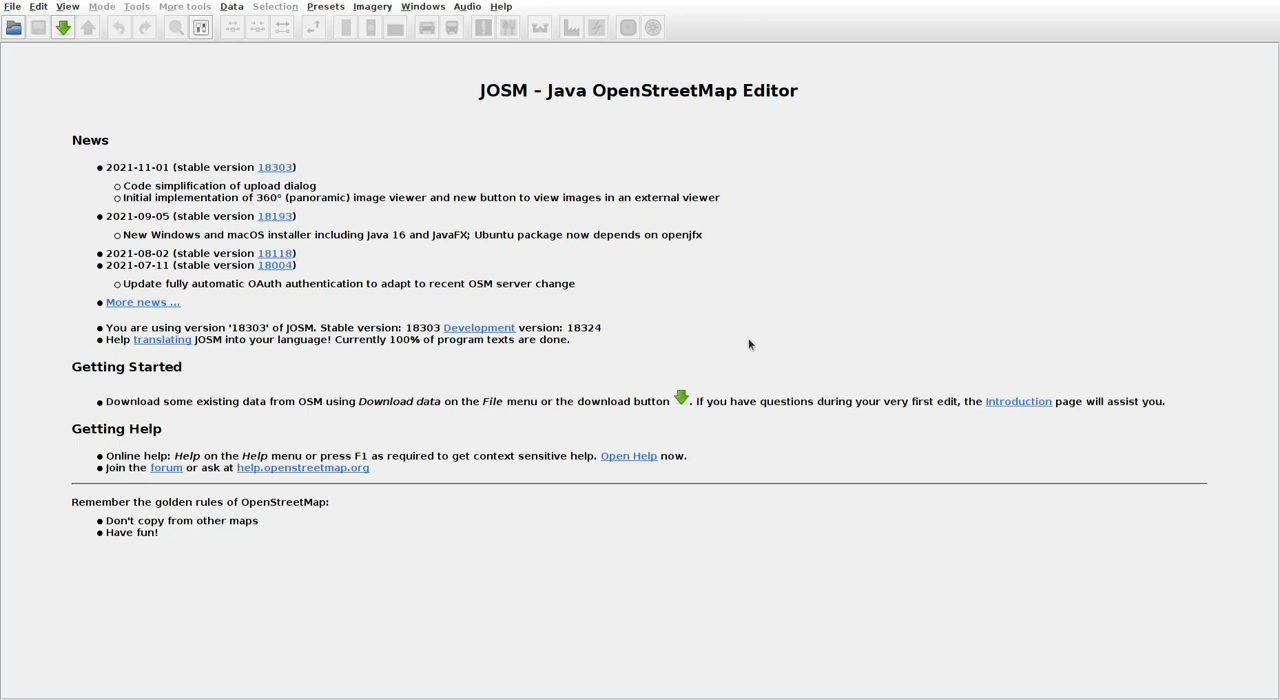 File Edit View Mode Tools More tools Data Selection Presets Imagery Windows Audio Help
JOSM – Java OpenStreetMap Editor
News
2021-11-01 (stable version 18303)
Code simplification of upload dialog
Initial implementation of 360° (panoramic) image viewer and new button to view images in an external viewer
2021-09-05 (stable version 18193)
New Windows and macOS installer including Java 16 and JavaFX; Ubuntu package now depends on openjfx
2021-08-02 (stable version 18118)
2021-07-11 (stable version 18004)
Update fully automatic OAuth authentication to adapt to recent OSM server change
More news ...
You are using version '18303' of JOSM. Stable version: 18303 Development version: 18324
Help translating JOSM into your language! Currently 100% of program texts are done.
Getting Started
Download some existing data from OSM using Download data on the File menu or the download button . If you have questions during your very first edit, the Introduction page will assist you.
Getting Help
Online help: Help on the Help menu or press F1 as required to get context sensitive help. Open Help now.
Join the forum or ask at help.openstreetmap.org
Remember the golden rules of OpenStreetMap:
Don't copy from other maps
Have fun!